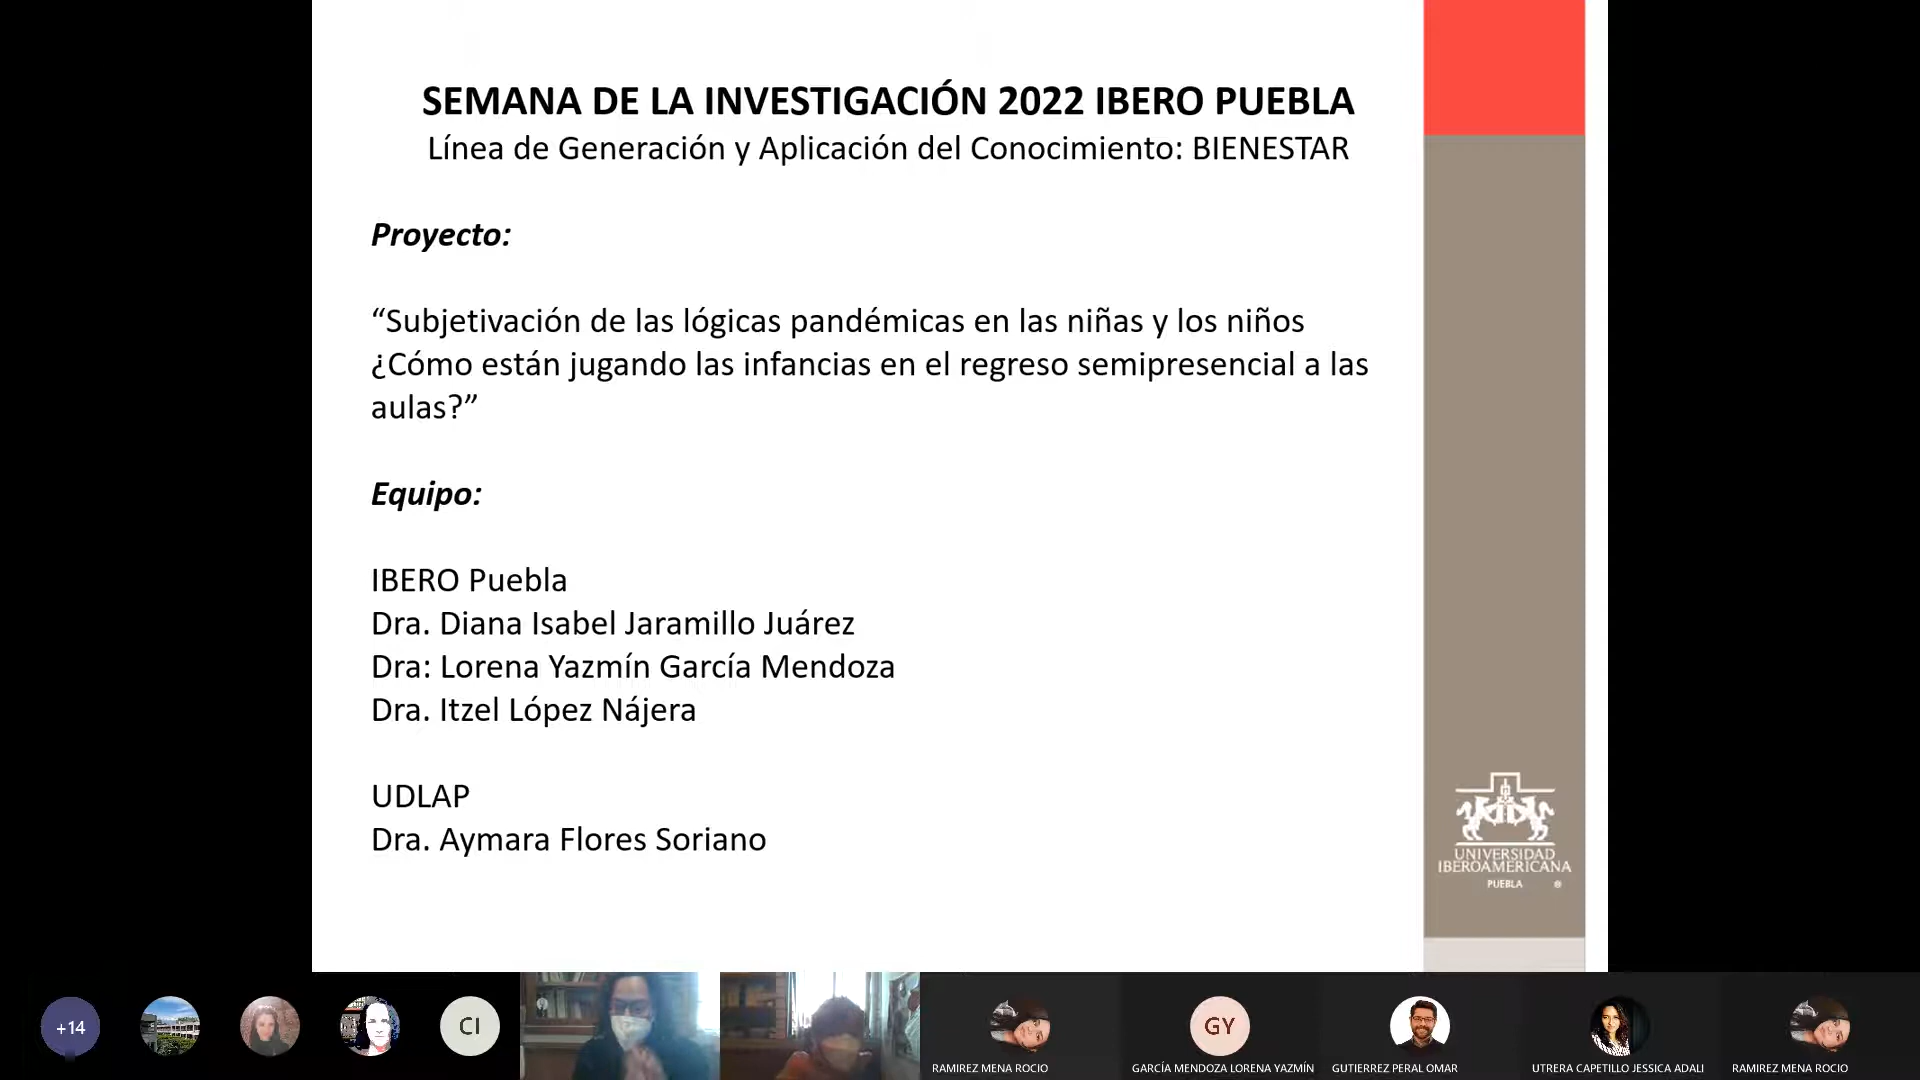 SEMANA DE LA INVESTIGACIÓN 2022 IBERO PUEBLA
Línea de Generación y Aplicación del Conocimiento: BIENESTAR
Proyecto:
“Subjetivación de las lógicas pandémicas en las niñas y los niños
¿Cómo están jugando las infancias en el regreso semipresencial a las
aulas?”
Equipo:
IBERO Puebla
Dra. Diana Isabel Jaramillo Juárez
Dra: Lorena Yazmín García Mendoza
Dra. Itzel López Nájera
UDLAP
Dra. Aymara Flores Soriano
UNIVERSIDAD
IBEROAMERICANA
PUEBLA ®
+14
CI
GY
RAMIREZ MENA ROCIO
GARCÍA MENDOZA LORENA YAZMÍN
GUTIERREZ PERAL OMAR
UTRERA CAPETILLO JESSICA ADALI
RAMIREZ MENA ROCIO